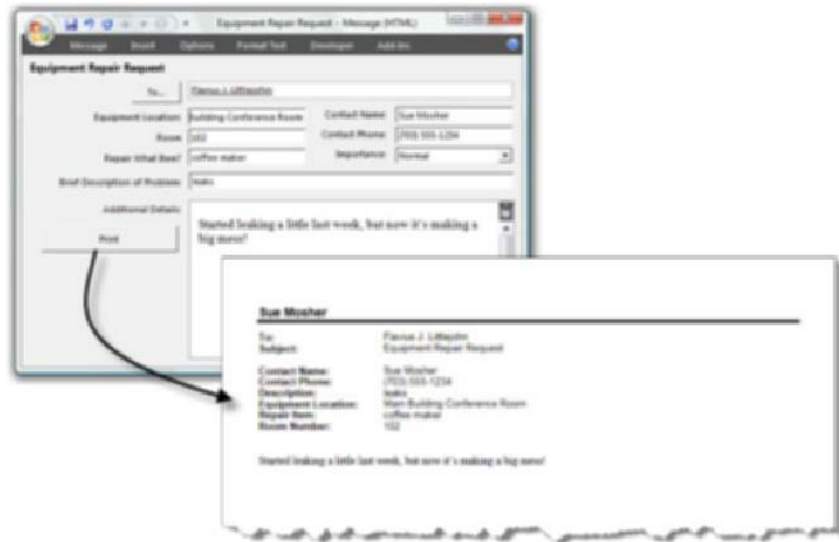 Equipment Repair Request - Message (HTML)
Message Insert Options Format Text Developer Add-Ins
Equipment Repair Request
To... Flavius J. Littlejohn
Equipment Location: Building Conference Room Contact Name: Sue Mosher
Room: 102 Contact Phone: (703) 555-1234
Repair What Item? coffee maker Importance: Normal
Brief Description of Problem: leaks
Additional Details:
Started leaking a little last week, but now it's making a
big mess!
Print
Sue Mosher
To: Flavius J. Littlejohn
Subject: Equipment Repair Request
Contact Name: Sue Mosher
Contact Phone: (703) 555-1234
Description: leaks
Equipment Location: Main Building Conference Room
Repair Item: coffee maker
Room Number: 102
Started leaking a little last week, but now it's making a big mess!